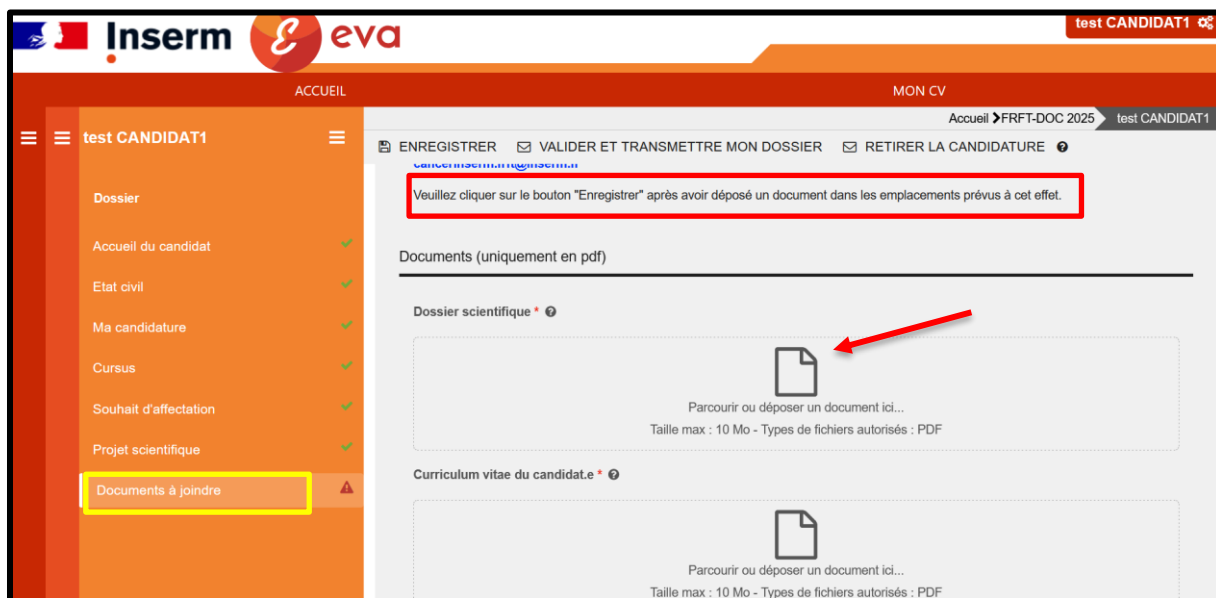 Inserm eva
test CANDIDAT1
ACCUEIL MON CV
Accueil FRFT-DOC 2025 test CANDIDAT1
test CANDIDAT1
ENREGISTRER VALIDER ET TRANSMETTRE MON DOSSIER RETIRER LA CANDIDATURE
Veuillez cliquer sur le bouton "Enregistrer" après avoir déposé un document dans les emplacements prévus à cet effet.
Dossier
Accueil du candidat
Etat civil
Ma candidature
Cursus
Souhait d'affectation
Projet scientifique
Documents à joindre
Documents (uniquement en pdf)
Dossier scientifique *
Parcourir ou déposer un document ici...
Taille max : 10 Mo - Types de fichiers autorisés : PDF
Curriculum vitae du candidat.e *
Parcourir ou déposer un document ici...
Taille max : 10 Mo - Types de fichiers autorisés : PDF